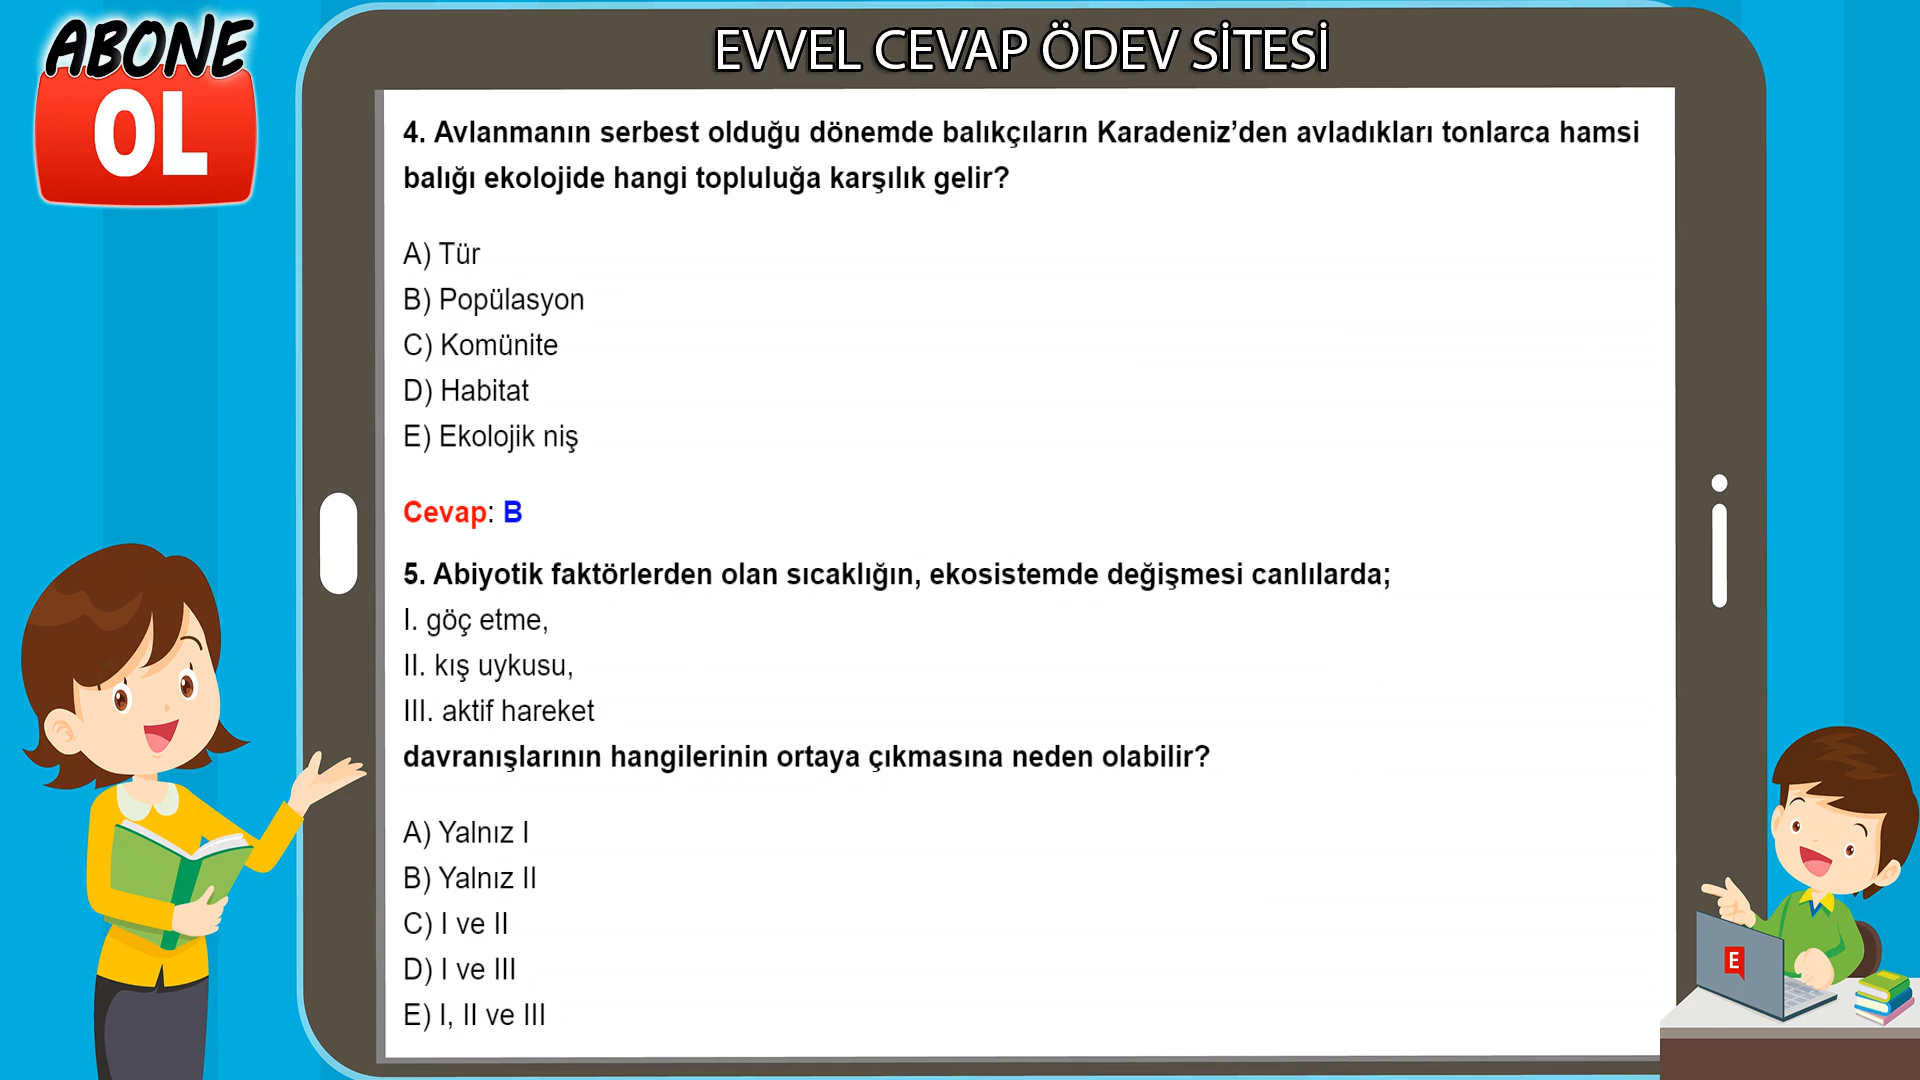 ABONE
OL
EVVEL CEVAP ÖDEV SİTESİ
4. Avlanmanın serbest olduğu dönemde balıkçıların Karadeniz’den avladıkları tonlarca hamsi
balığı ekolojide hangi topluluğa karşılık gelir?
A) Tür
B) Popülasyon
C) Komünite
D) Habitat
E) Ekolojik niş
Cevap: B
5. Abiyotik faktörlerden olan sıcaklığın, ekosistemde değişmesi canlılarda;
I. göç etme,
II. kış uykusu,
III. aktif hareket
davranışlarının hangilerinin ortaya çıkmasına neden olabilir?
A) Yalnız I
B) Yalnız II
C) I ve II
D) I ve III
E) I, II ve III
E